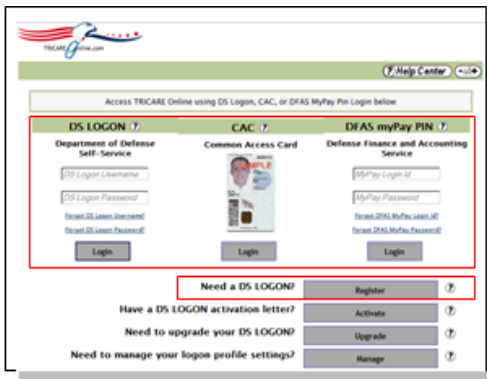 TRICARE Online.com
Help Center
Access TRICARE Online using DS Logon, CAC, or DFAS MyPay Pin Login below
DS LOGON ?
Department of Defense
Self-Service
DS Logon Username
DS Logon Password
Forgot DS Logon Username?
Forgot DS Logon Password?
Login
CAC ?
Common Access Card
SAMPLE
Login
DFAS myPay PIN ?
Defense Finance and Accounting
Service
MyPay Login Id
MyPay Password
Forgot DFAS MyPay Login id?
Forgot DFAS MyPay Password?
Login
Need a DS LOGON? Register ?
Have a DS LOGON activation letter? Activate ?
Need to upgrade your DS LOGON? Upgrade ?
Need to manage your logon profile settings? Manage ?